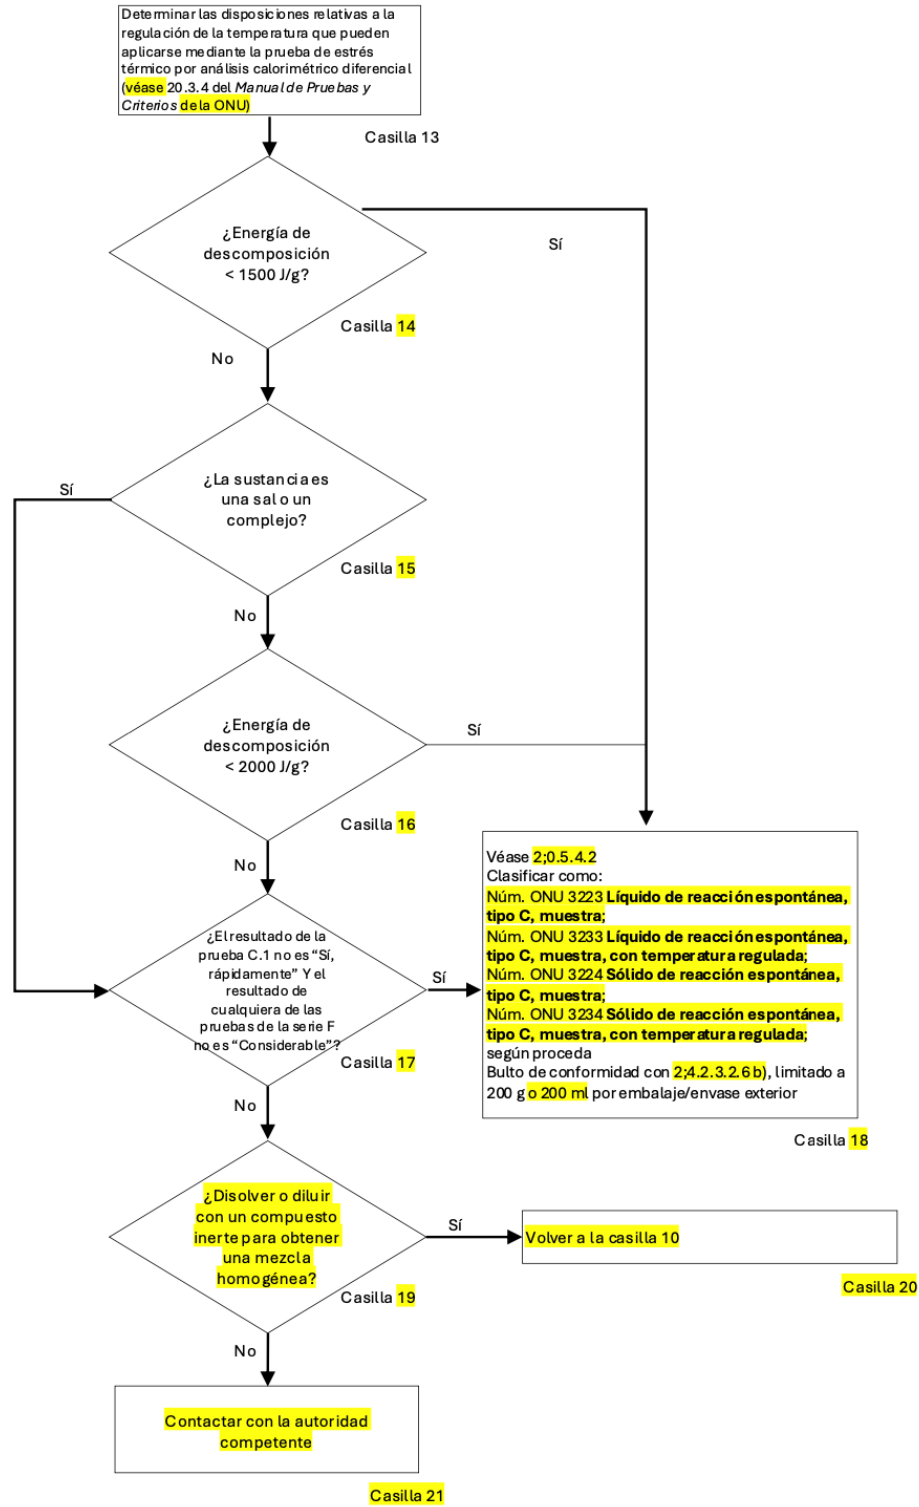 Determinar las disposiciones relativas a la
regulación de la temperatura que pueden
aplicarse mediante la prueba de estrés
térmico por análisis calorimétrico diferencial
(véase 20.3.4 del Manual de Pruebas y
Criterios de la ONU)
Casilla 13
¿Energía de
descomposición
< 1500 J/g?
Sí
Casilla 14
No
¿La sustancia es
una sal o un
complejo?
Sí
Casilla 15
No
¿Energía de
descomposición
< 2000 J/g?
Sí
Casilla 16
No
¿El resultado de la
prueba C.1 no es “Sí,
rápidamente” Y el
resultado de
cualquiera de las
pruebas de la serie F
no es “Considerable”?
Sí
Casilla 17
Véase 2;0.5.4.2
Clasificar como:
Núm. ONU 3223 Líquido de reacción espontánea,
tipo C, muestra;
Núm. ONU 3233 Líquido de reacción espontánea,
tipo C, muestra, con temperatura regulada;
Núm. ONU 3224 Sólido de reacción espontánea,
tipo C, muestra;
Núm. ONU 3234 Sólido de reacción espontánea,
tipo C, muestra, con temperatura regulada;
según proceda
Bulto de conformidad con 2;4.2.3.2.6 b), limitado a
200 g o 200 ml por embalaje/envase exterior
Casilla 18
No
¿Disolver o diluir
con un compuesto
inerte para obtener
una mezcla
homogénea?
Sí
Casilla 19
Volver a la casilla 10
Casilla 20
No
Contactar con la autoridad
competente
Casilla 21